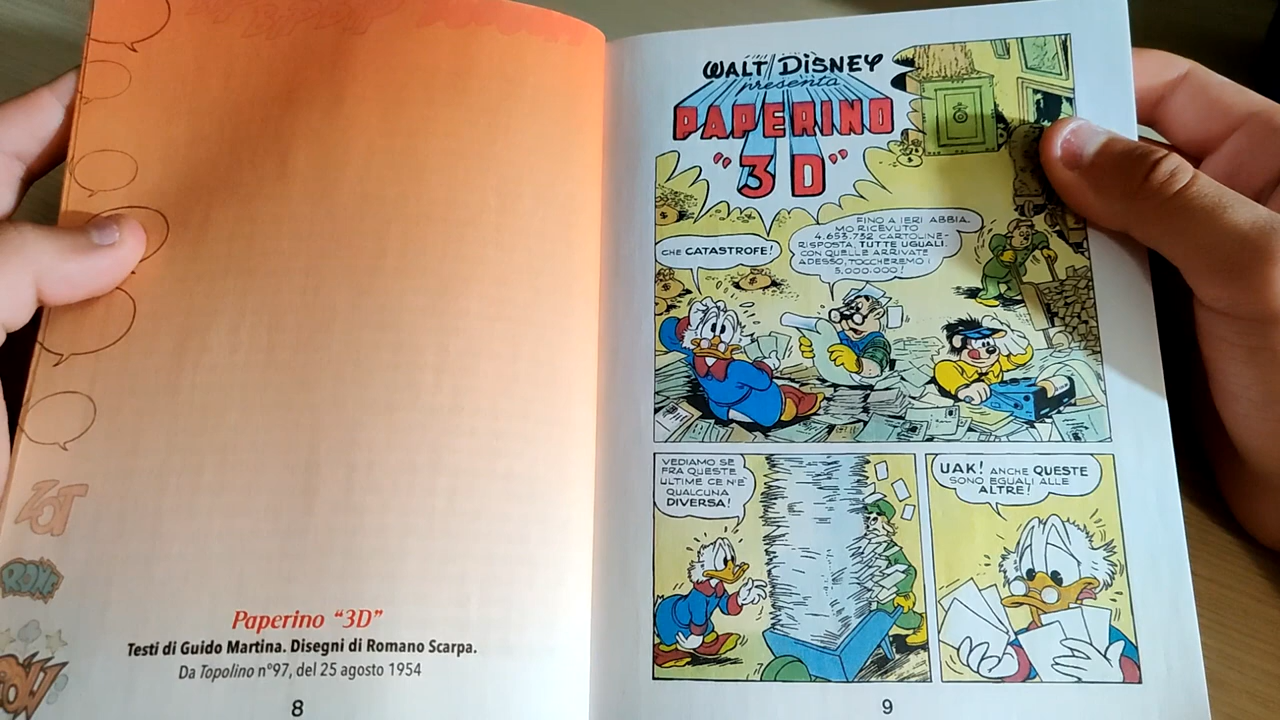 ZOT
Paperino “3D”
Testi di Guido Martina. Disegni di Romano Scarpa.
Da Topolino n°97, del 25 agosto 1954
8
WALT DISNEY
presenta
PAPERINO
"3D"
CHE CATASTROFE!
FINO A IERI ABBIA-
MO RICEVUTO
4.653.752 CARTOLINE-
RISPOSTA, TUTTE UGUALI.
CON QUELLE ARRIVATE
ADESSO, TOCCHEREMO I
5.000.000!
VEDIAMO SE
FRA QUESTE
ULTIME CE N'È
QUALCUNA
DIVERSA!
UAK! ANCHE QUESTE
SONO EGUALI ALLE
ALTRE!
9